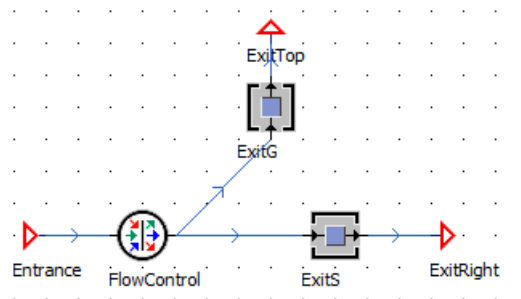 ExitTop
ExitG
Entrance
FlowControl
ExitS
ExitRight